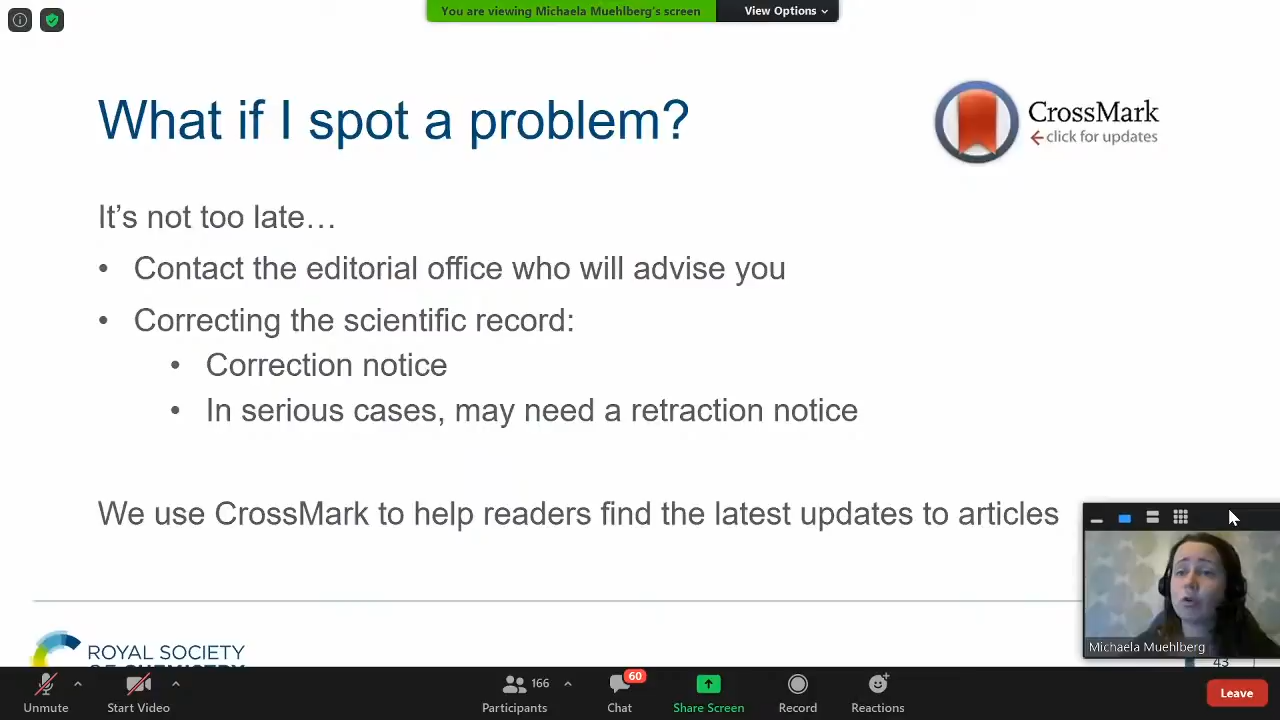 You are viewing Michaela Muehlberg's screen
View Options
What if I spot a problem?
CrossMark
click for updates
It's not too late…
• Contact the editorial office who will advise you
• Correcting the scientific record:
• Correction notice
• In serious cases, may need a retraction notice
We use CrossMark to help readers find the latest updates to articles
Michaela Muehlberg
ROYAL SOCIETY
OF CHEMISTRY
43
60
166
Unmute
Start Video
Participants
Chat
Share Screen
Record
Reactions
Leave